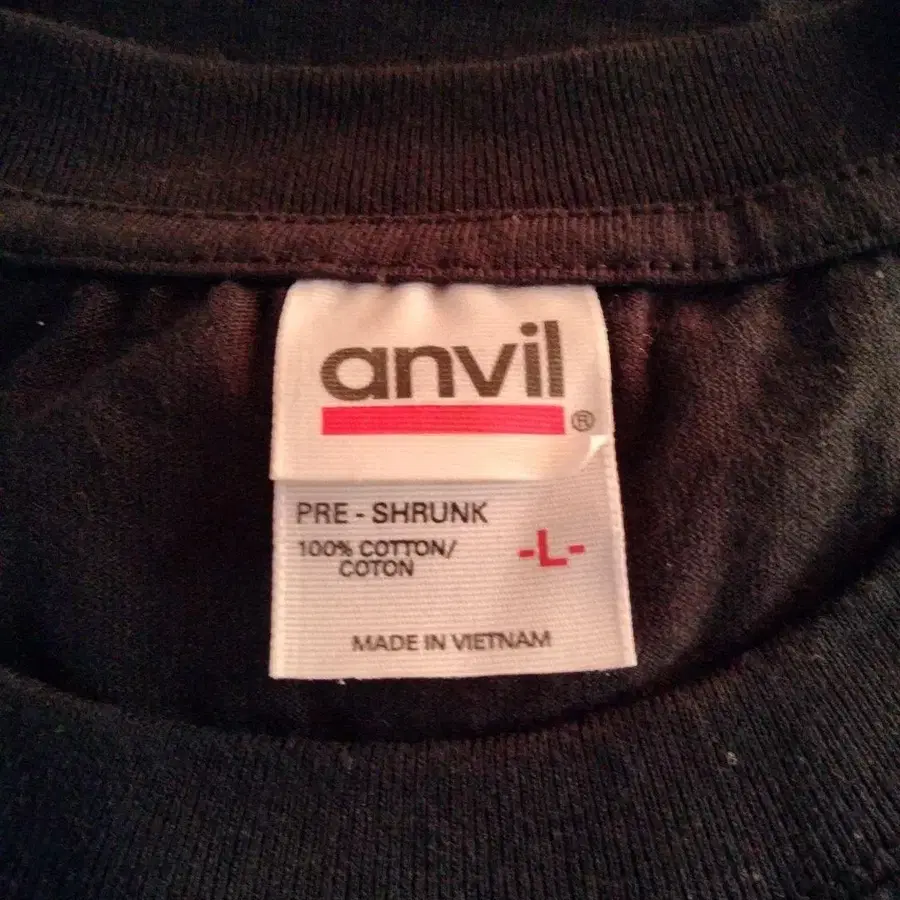 anvil
®
PRE - SHRUNK
100% COTTON/
COTON
-L-
MADE IN VIETNAM